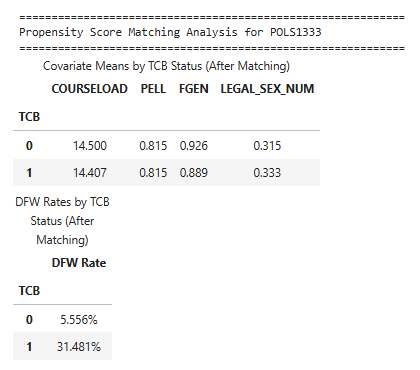 ================================================================
Propensity Score Matching Analysis for POLS1333
================================================================
Covariate Means by TCB Status (After Matching)
COURSELOAD PELL FGEN LEGAL_SEX_NUM
TCB
0 14.500 0.815 0.926 0.315
1 14.407 0.815 0.889 0.333
DFW Rates by TCB
Status (After
Matching)
DFW Rate
TCB
0 5.556%
1 31.481%